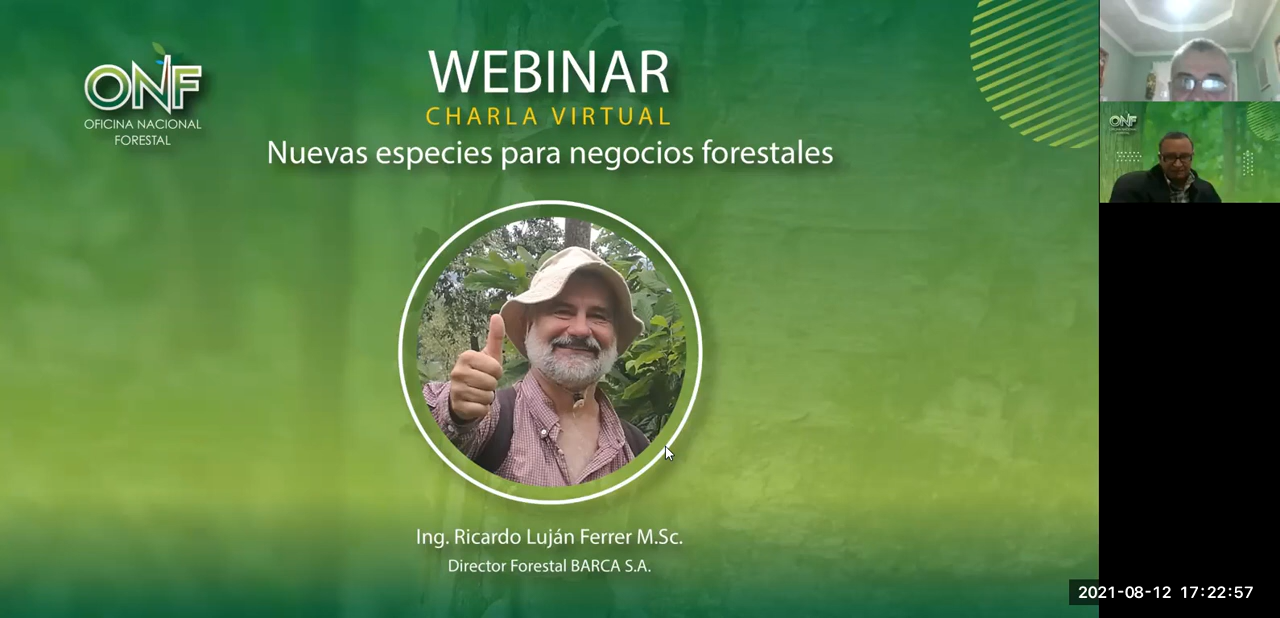 ONF
OFICINA NACIONAL
FORESTAL
WEBINAR
CHARLA VIRTUAL
Nuevas especies para negocios forestales
Ing. Ricardo Luján Ferrer M.Sc.
Director Forestal BARCA S.A.
ONF
2021-08-12 17:22:57